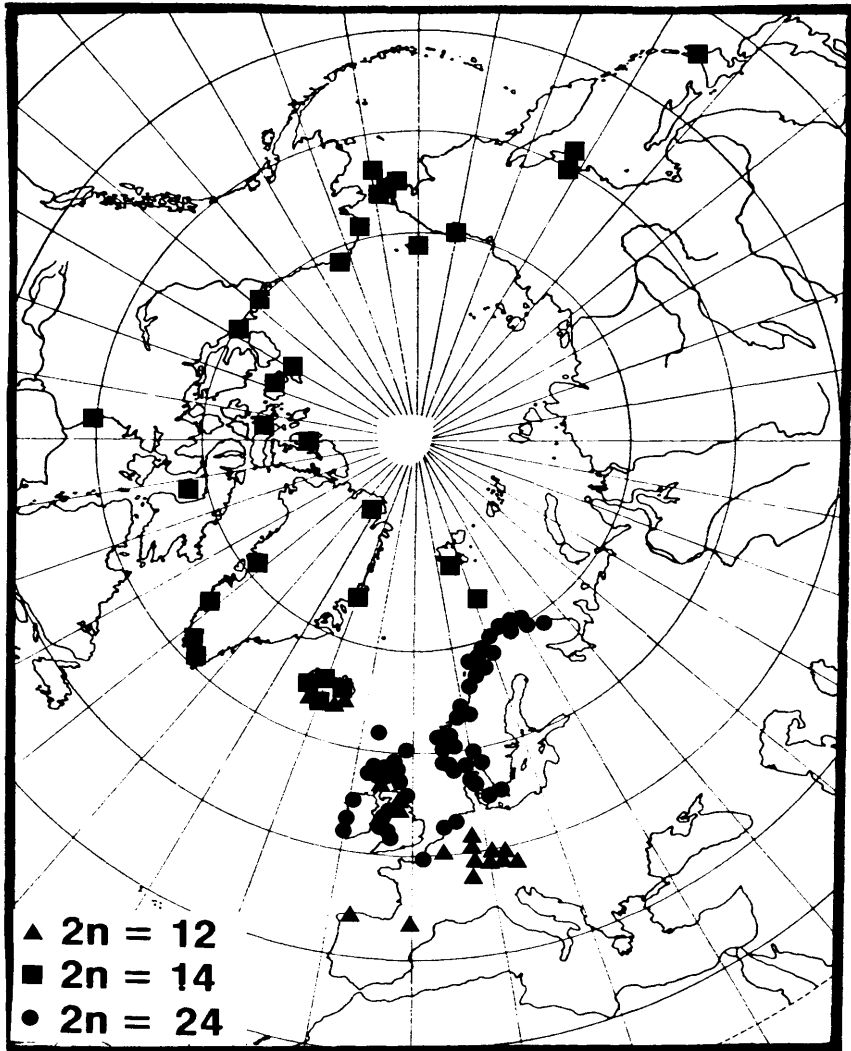 ▲ 2n = 12
■ 2n = 14
● 2n = 24